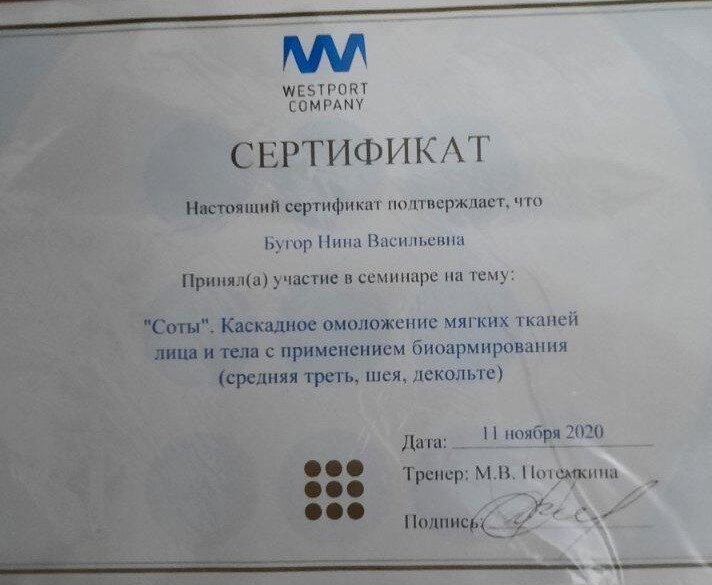 WESTPORT
COMPANY
СЕРТИФИКАТ
Настоящий сертификат подтверждает, что
Бугор Нина Васильевна
Принял(а) участие в семинаре на тему:
"Соты". Каскадное омоложение мягких тканей
лица и тела с применением биоармирования
(средняя треть, шея, декольте)
Дата: 11 ноября 2020
Тренер: М.В. Потемкина
Подпись